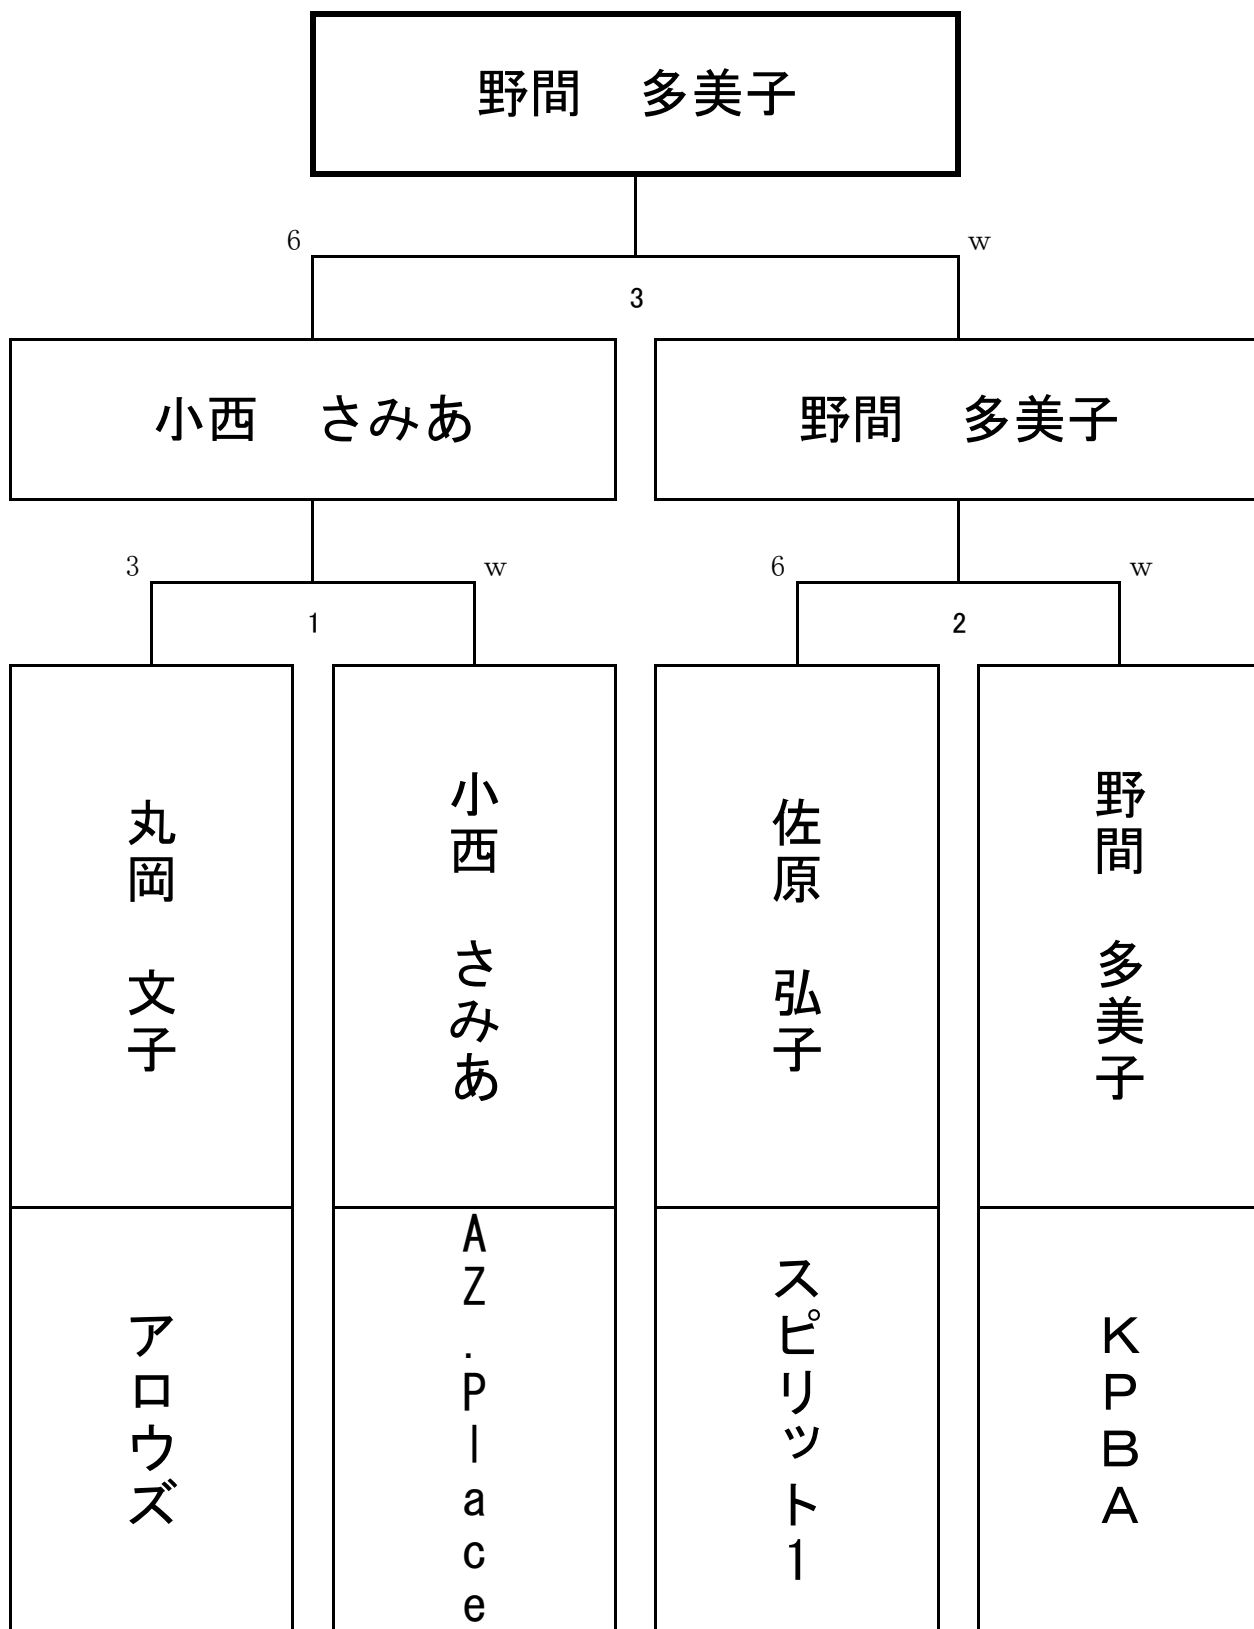 野間　多美子
6
w
3
小西　さみあ
野間　多美子
3
w
6
w
1
2
丸岡　文子
小西　さみあ
佐原　弘子
野間　多美子
アロウズ
AZ.Place
スピリット1
KPBA